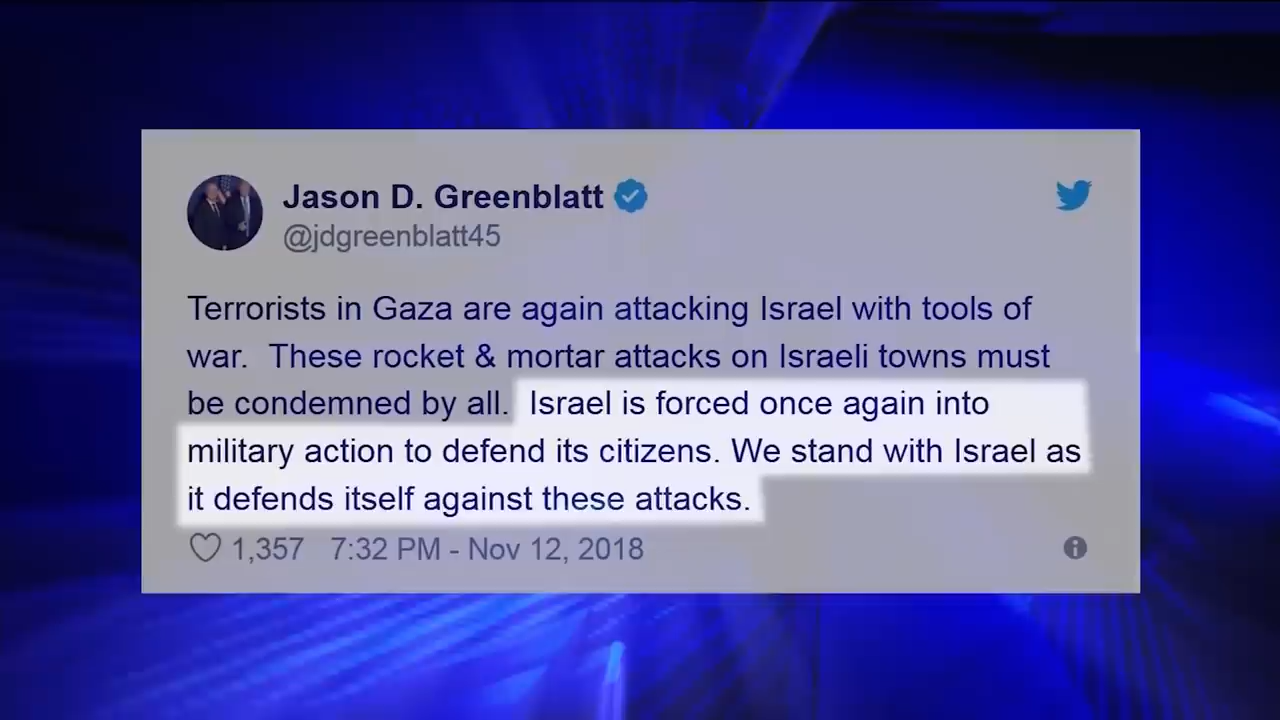 Jason D. Greenblatt
@jdgreenblatt45
Terrorists in Gaza are again attacking Israel with tools of
war.  These rocket & mortar attacks on Israeli towns must
be condemned by all.  Israel is forced once again into
military action to defend its citizens. We stand with Israel as
it defends itself against these attacks.
1,357 7:32 PM - Nov 12, 2018